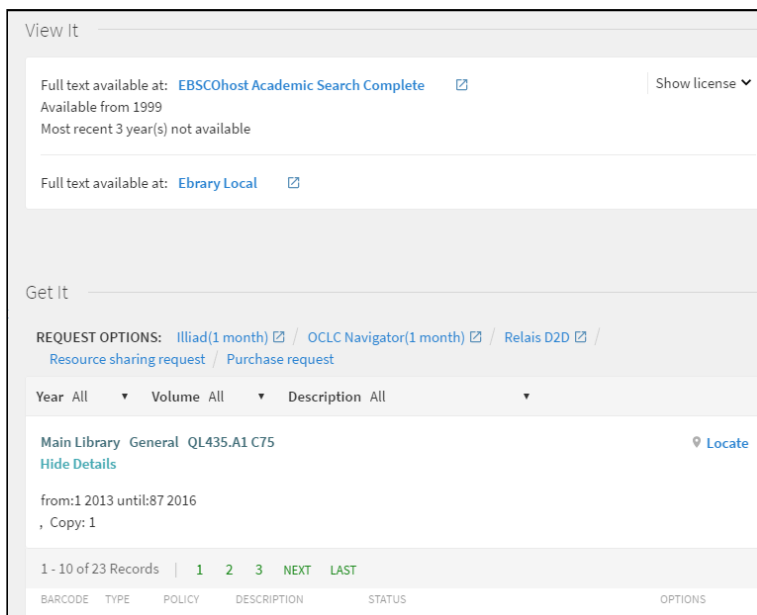 View It
Full text available at: EBSCOhost Academic Search Complete Show license
Available from 1999
Most recent 3 year(s) not available
Full text available at: Ebrary Local
Get It
REQUEST OPTIONS: Illiad(1 month) / OCLC Navigator(1 month) / Relais D2D /
Resource sharing request / Purchase request
Year All Volume All Description All
Main Library General QL435.A1 C75 Locate
Hide Details
from:1 2013 until:87 2016
, Copy: 1
1 - 10 of 23 Records | 1 2 3 NEXT LAST
BARCODE TYPE POLICY DESCRIPTION STATUS OPTIONS